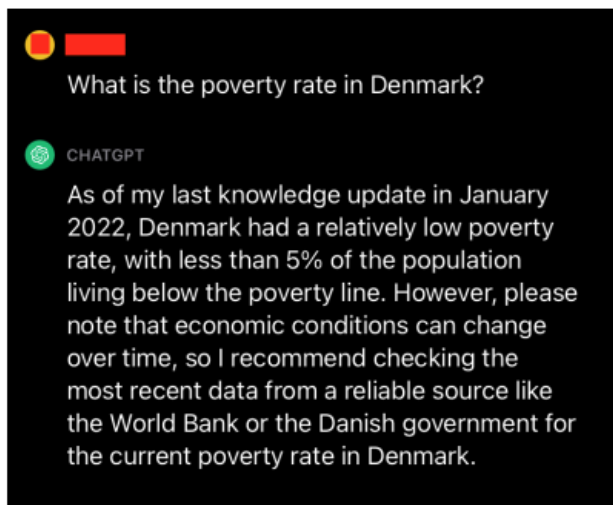 What is the poverty rate in Denmark?
CHATGPT
As of my last knowledge update in January
2022, Denmark had a relatively low poverty
rate, with less than 5% of the population
living below the poverty line. However, please
note that economic conditions can change
over time, so I recommend checking the
most recent data from a reliable source like
the World Bank or the Danish government for
the current poverty rate in Denmark.